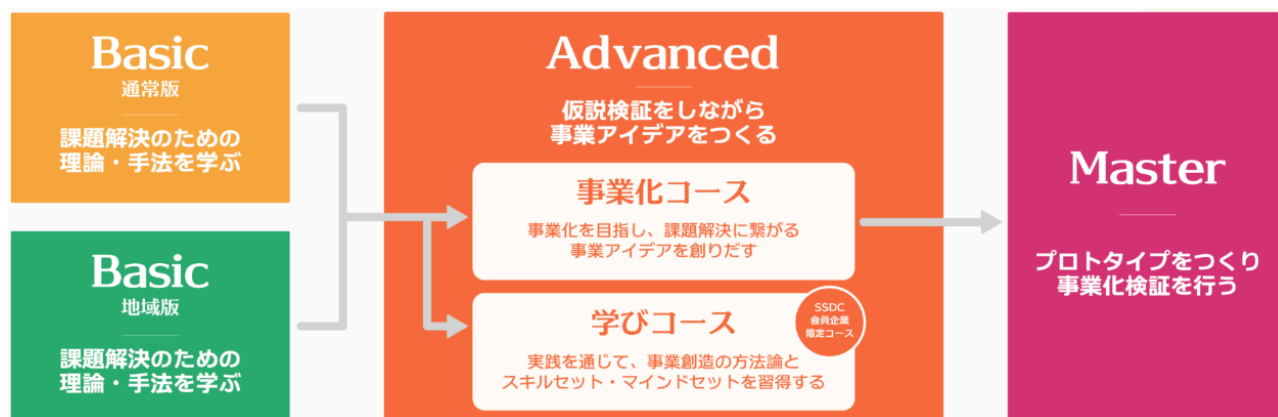 Basic
通常版
課題解決のための
理論・手法を学ぶ
Basic
地域版
課題解決のための
理論・手法を学ぶ
Advanced
仮説検証をしながら
事業アイデアをつくる
事業化コース
事業化を目指し、課題解決に繋がる
事業アイデアを創りだす
学びコース
SSDC
会員企業
限定コース
実践を通じて、事業創造の方法論と
スキルセット・マインドセットを習得する
Master
プロトタイプをつくり
事業化検証を行う